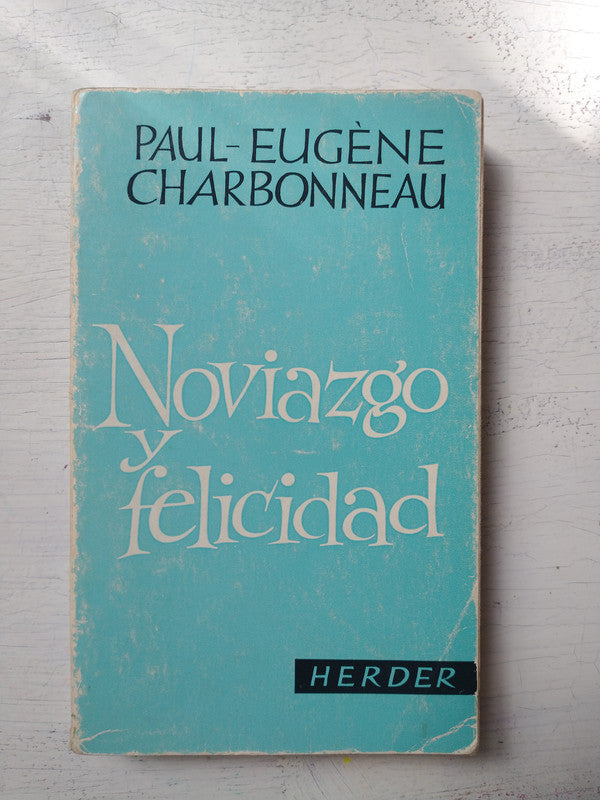 PAUL-EUGÈNE
CHARBONNEAU
Noviazgo
y
felicidad
HERDER